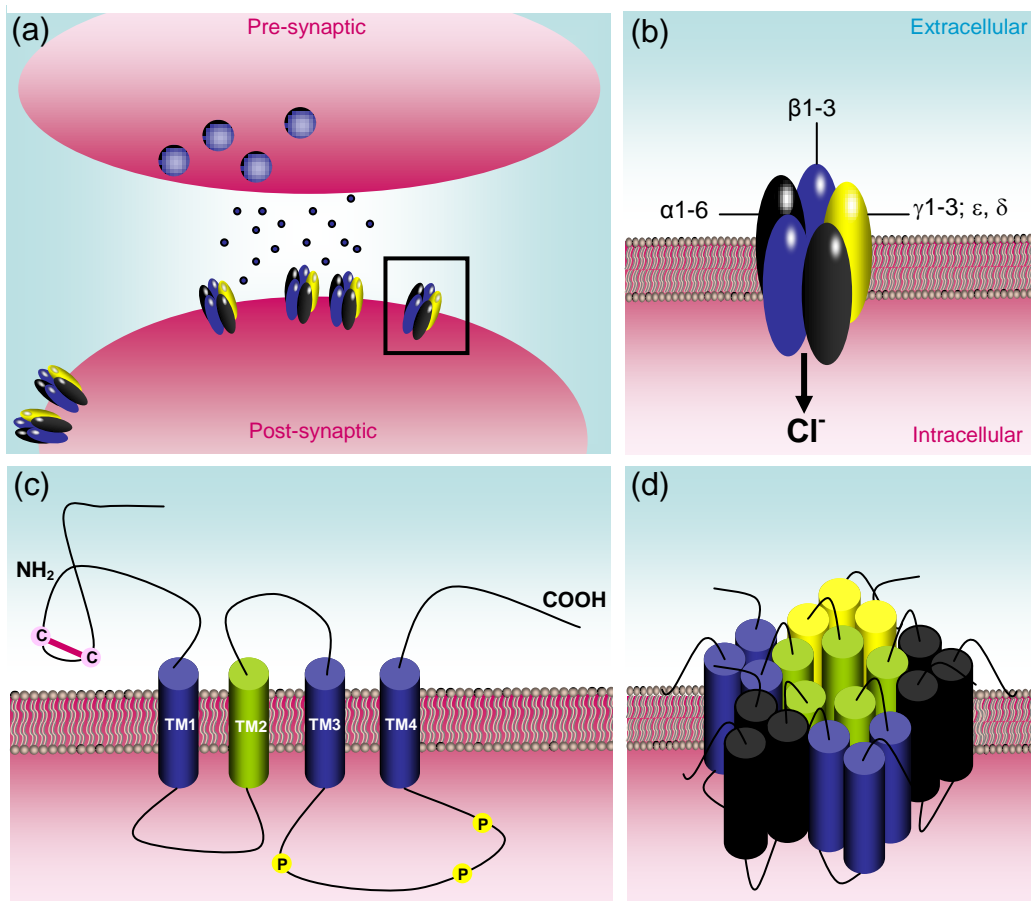 (a)
Pre-synaptic
Post-synaptic
(b)
Extracellular
β1-3
α1-6
γ1-3; ε, δ
Cl⁻
Intracellular
(c)
NH₂
C
C
COOH
TM1
TM2
TM3
TM4
P
P
P
(d)